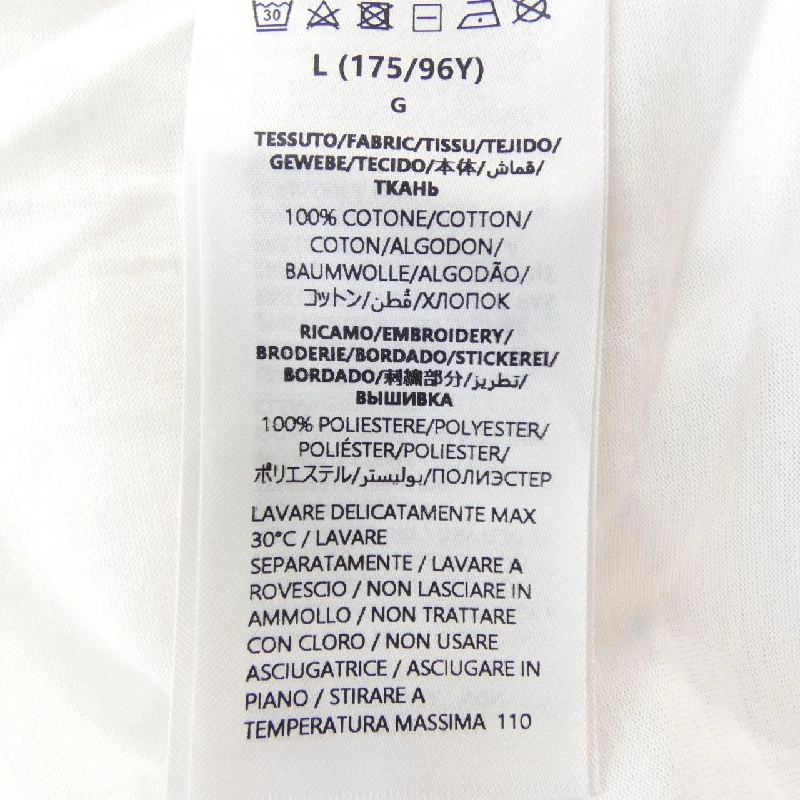 30
L (175/96Y)
G
TESSUTO/FABRIC/TISSU/TEJIDO/
GEWEBE/TECIDO/本体/قماش/
ТКАНЬ
100% COTONE/COTTON/
COTON/ALGODON/
BAUMWOLLE/ALGODÃO/
コットン/قُطن/ХЛОПОК
RICAMO/EMBROIDERY/
BRODERIE/BORDADO/STICKEREI/
BORDADO/刺繍部分/تطريز/
ВЫШИВКА
100% POLIESTERE/POLYESTER/
POLIÉSTER/POLIESTER/
ポリエステル/بوليستر/ПОЛИЭСТЕР
LAVARE DELICATAMENTE MAX
30°C / LAVARE
SEPARATAMENTE / LAVARE A
ROVESCIO / NON LASCIARE IN
AMMOLLO / NON TRATTARE
CON CLORO / NON USARE
ASCIUGATRICE / ASCIUGARE IN
PIANO / STIRARE A
TEMPERATURA MASSIMA 110